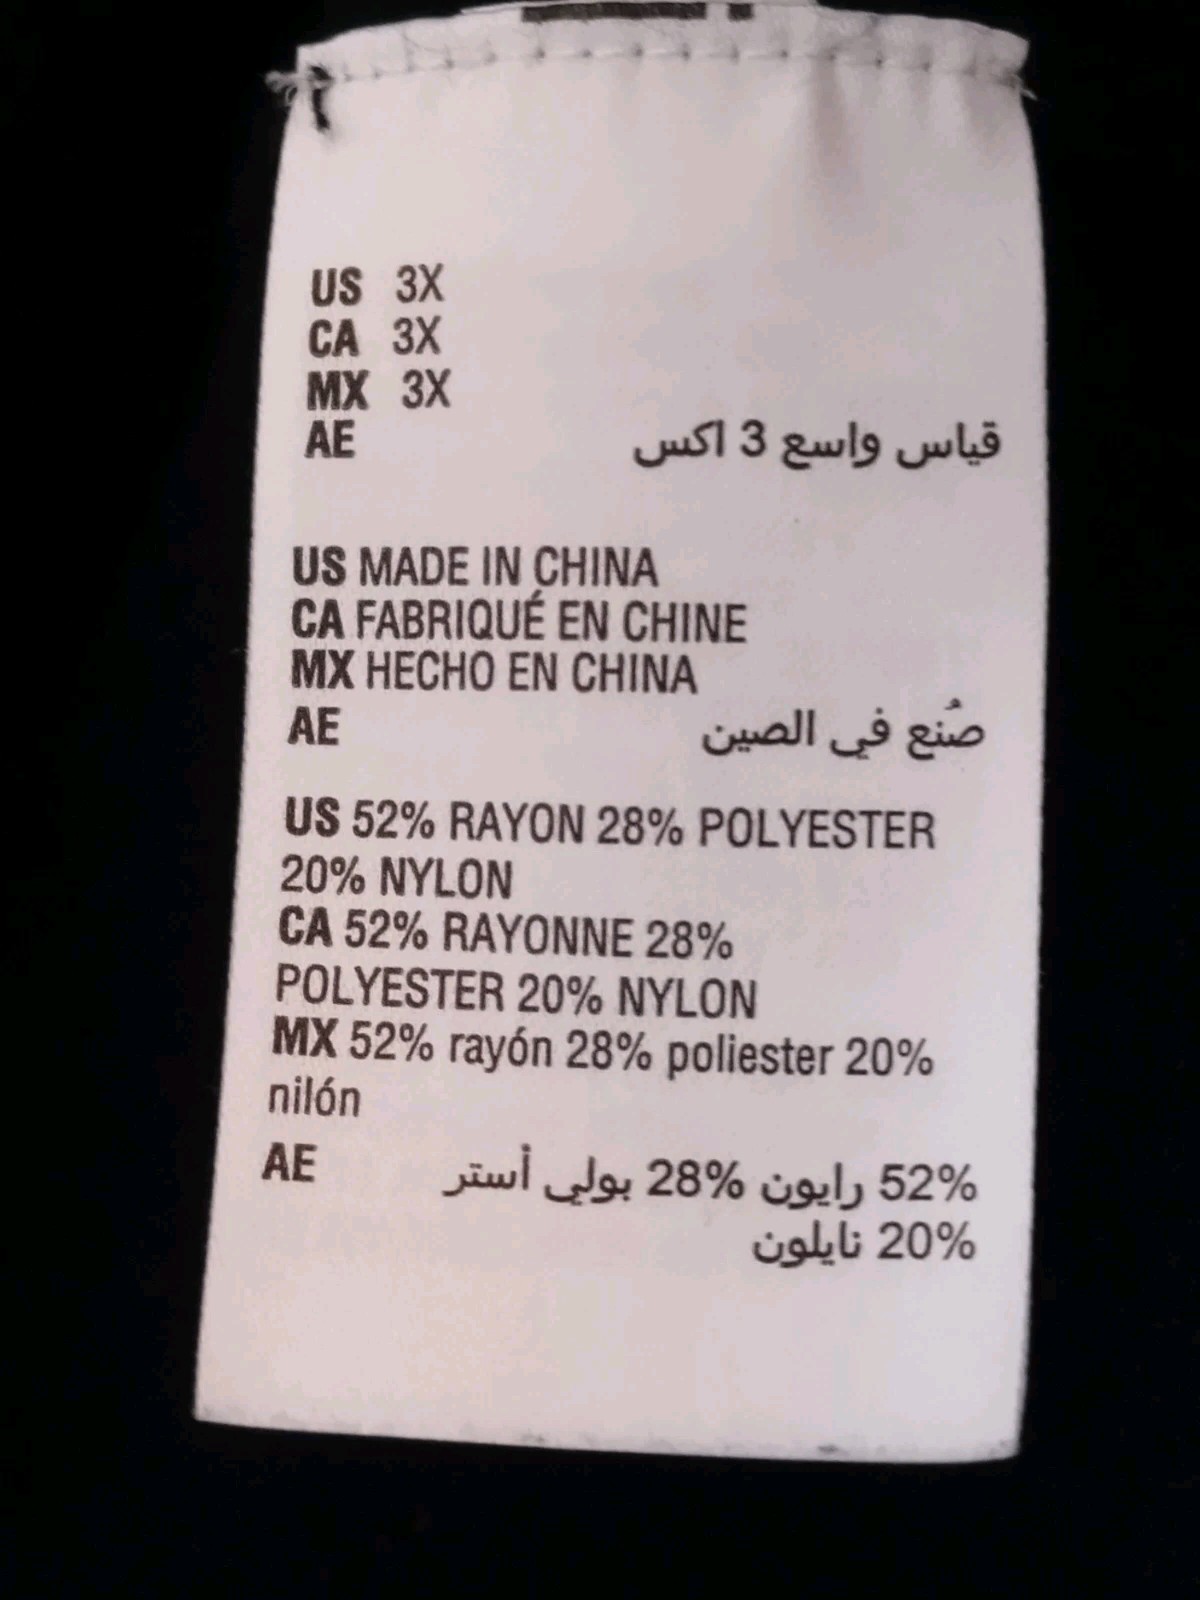 US 3X
CA 3X
MX 3X
AE قياس واسع 3 اكس
US MADE IN CHINA
CA FABRIQUÉ EN CHINE
MX HECHO EN CHINA
AE صُنع في الصين
US 52% RAYON 28% POLYESTER
20% NYLON
CA 52% RAYONNE 28%
POLYESTER 20% NYLON
MX 52% rayón 28% poliester 20%
nilón
AE 52% رايون 28% بولي أستر
20% نايلون